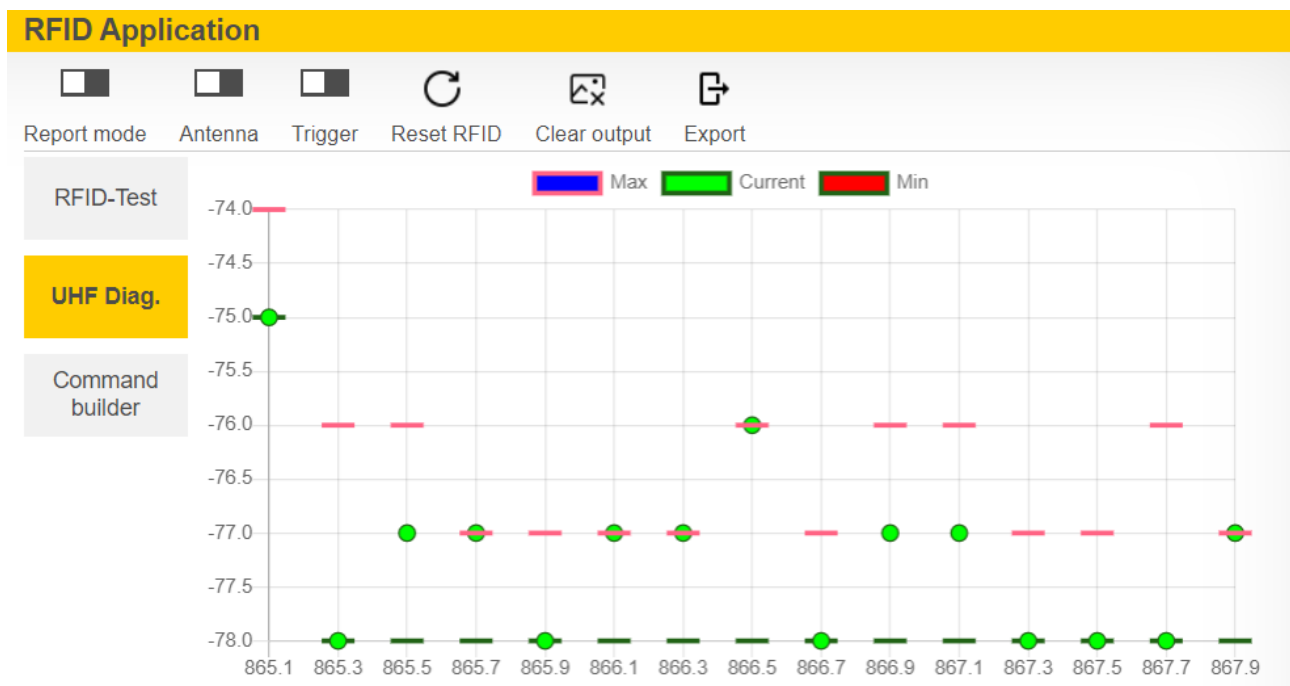 RFID Application
Report mode Antenna Trigger Reset RFID Clear output Export
RFID-Test
UHF Diag.
Command
builder
Max Current Min
-74.0
-74.5
-75.0
-75.5
-76.0
-76.5
-77.0
-77.5
-78.0
865.1 865.3 865.5 865.7 865.9 866.1 866.3 866.5 866.7 866.9 867.1 867.3 867.5 867.7 867.9